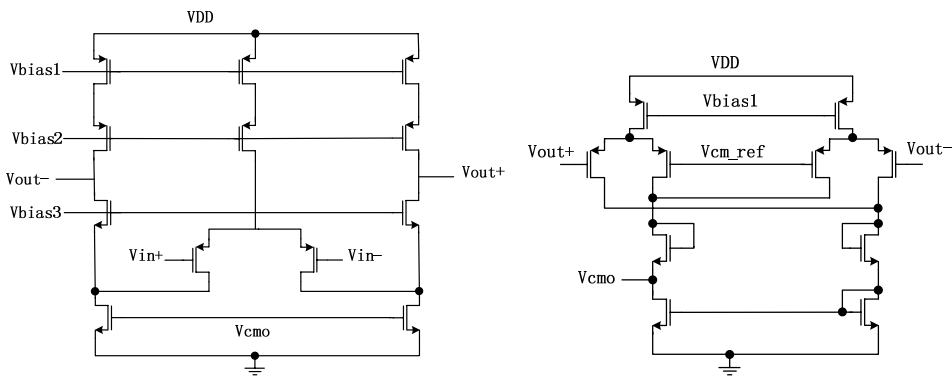 VDD
Vbias1
Vbias2
Vout-
Vout+
Vbias3
Vin+
Vin-
Vcmo
VDD
Vbias1
Vout+
Vcm_ref
Vout-
Vcmo